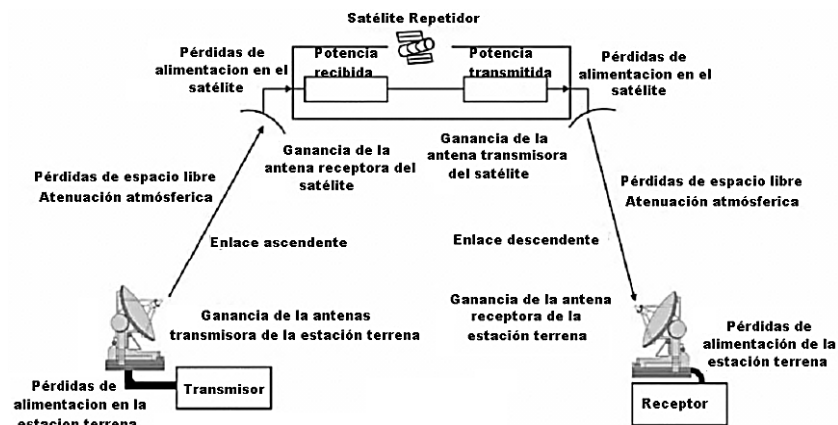 Satélite Repetidor
Pérdidas de
alimentacion en el
satélite
Potencia
recibida
Potencia
transmitida
Pérdidas de
alimentación en el
satélite
Ganancia de la
antena receptora del
satélite
Ganancia de la
antena transmisora
del satélite
Pérdidas de espacio libre
Atenuación atmósferica
Pérdidas de espacio libre
Atenuación atmósferica
Enlace ascendente
Enlace descendente
Ganancia de la antenas
transmisora de la estación terrena
Ganancia de la antena
receptora de la
estación terrena
Pérdidas de
alimentación de la
estación terrena
Pérdidas de
alimentacion en la
estacion terrena
Transmisor
Receptor